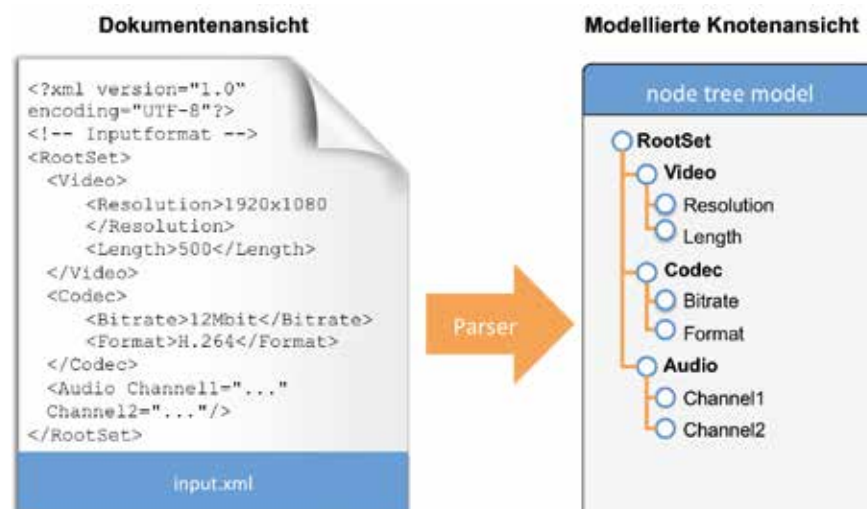 Dokumentenansicht
<?xml version="1.0"
encoding="UTF-8"?>
<!-- Inputformat -->
<RootSet>
<Video>
<Resolution>1920x1080
</Resolution>
<Length>500</Length>
</Video>
<Codec>
<Bitrate>12Mbit</Bitrate>
<Format>H.264</Format>
</Codec>
<Audio Channel1="..."
Channel2="..."/>
</RootSet>
input.xml
Parser
Modellierte Knotenansicht
node tree model
RootSet
Video
Resolution
Length
Codec
Bitrate
Format
Audio
Channel1
Channel2